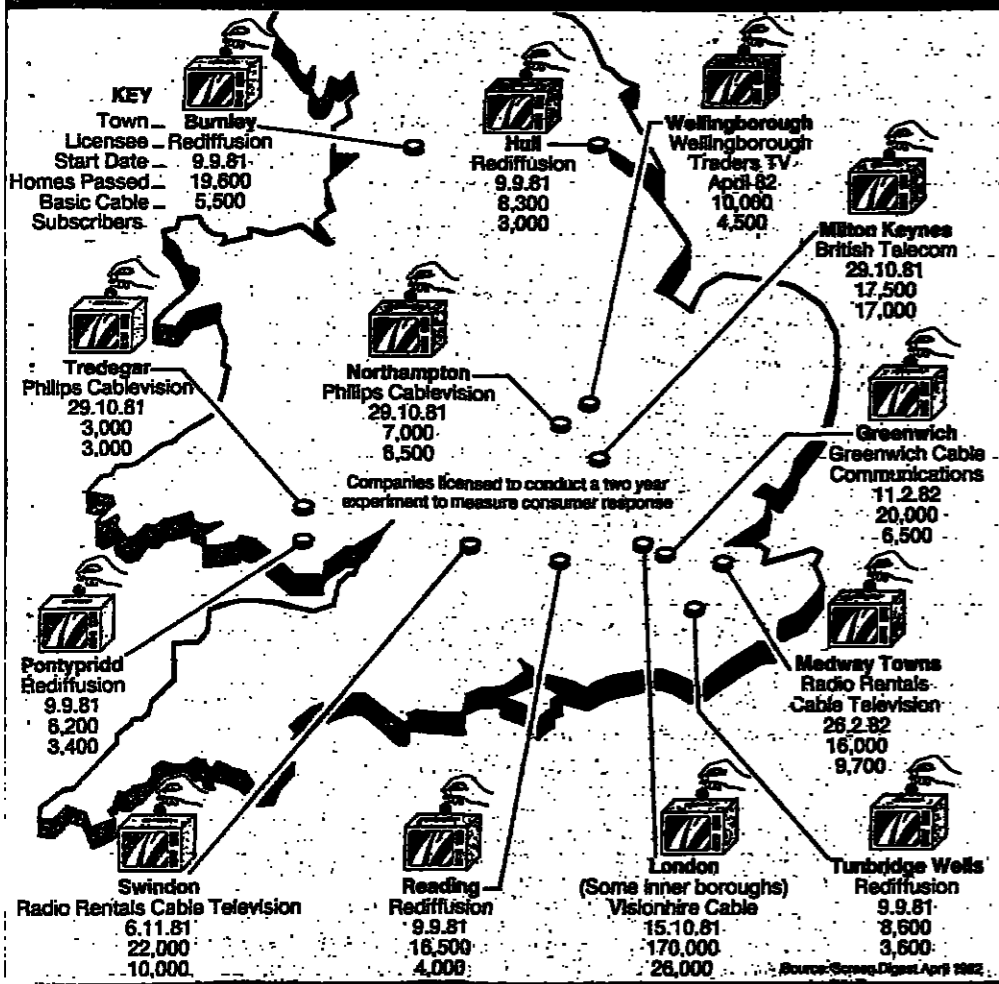 KEY
Town
Licensee
Start Date
Homes Passed
Basic Cable
Subscribers
Burnley
Rediffusion
9.9.81
19,600
5,500
Hull
Rediffusion
9.9.81
8,300
3,000
Wellingborough
Wellingborough
Traders TV
April 82
10,000
4,500
Milton Keynes
British Telecom
29.10.81
17,500
17,000
Tredegar
Philips Cablevision
29.10.81
3,000
3,000
Northampton
Philips Cablevision
29.10.81
7,000
6,500
Greenwich
Greenwich Cable
Communications
11.2.82
20,000
6,500
Companies licensed to conduct a two year
experiment to measure consumer response
Pontypridd
Rediffusion
9.9.81
6,200
3,400
Medway Towns
Radio Rentals
Cable Television
26.2.82
16,000
9,700
Swindon
Radio Rentals Cable Television
6.11.81
22,000
10,000
Reading
Rediffusion
9.9.81
16,500
4,000
London
(Some inner boroughs)
Visionhire Cable
15.10.81
170,000
26,000
Tunbridge Wells
Rediffusion
9.9.81
8,600
3,600
Source: Screen Digest April 1982